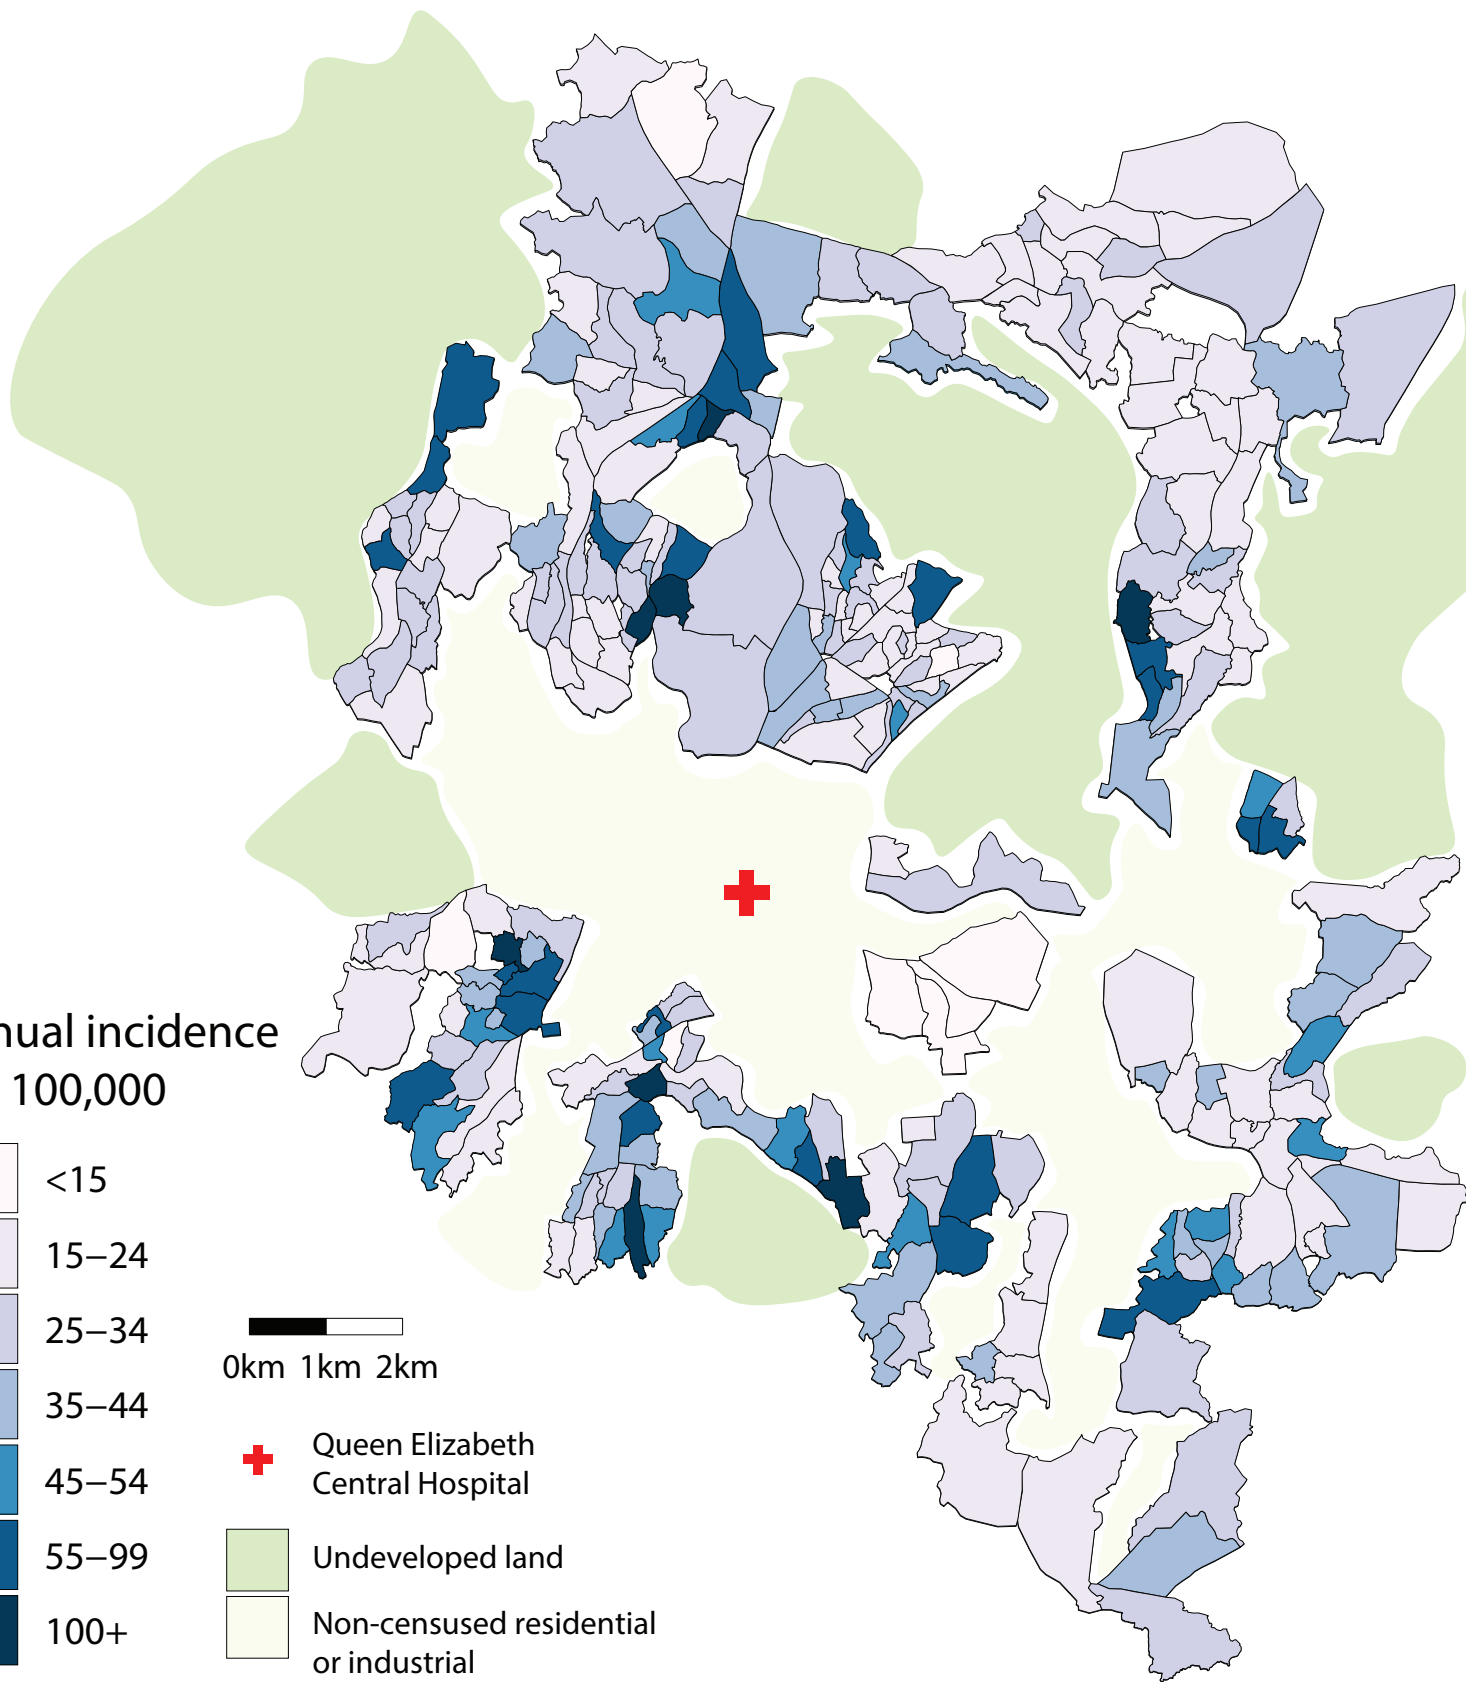 nual incidence
100,000
<15
15–24
25–34
35–44
45–54
55–99
100+
0km 1km 2km
Queen Elizabeth
Central Hospital
Undeveloped land
Non-censused residential
or industrial